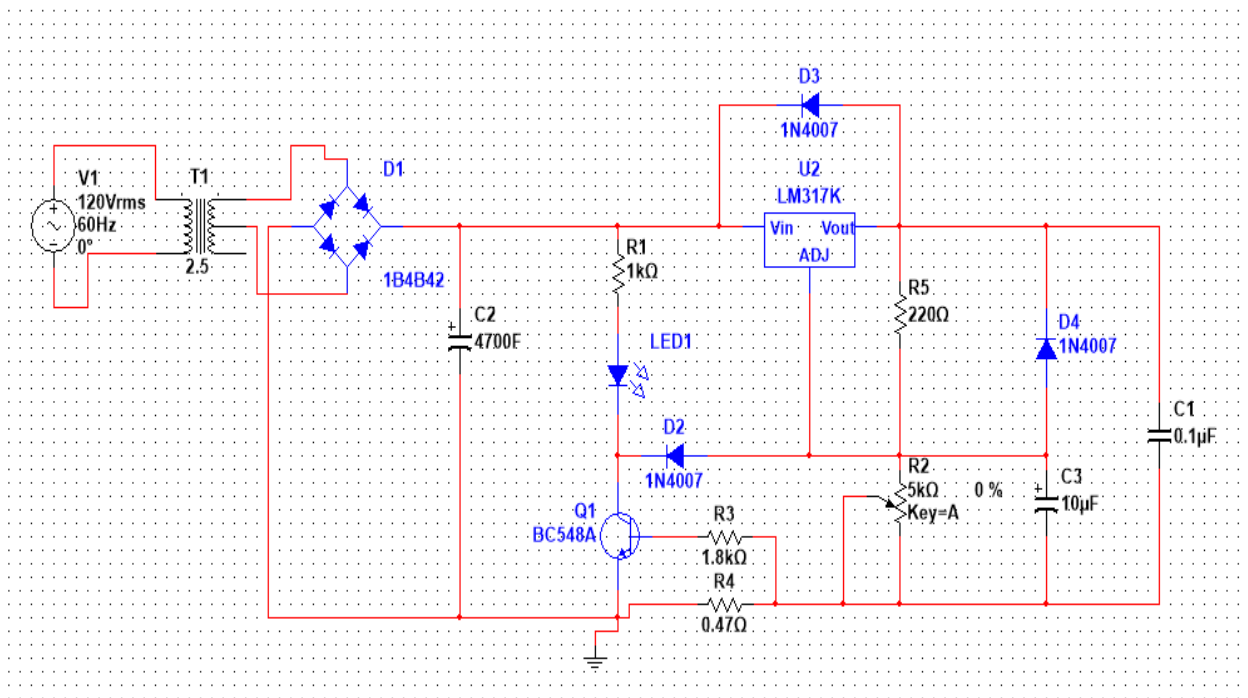 V1
120Vrms
60Hz
0°
T1
2.5
D1
1B4B42
C2
+
4700F
R1
1kΩ
LED1
D2
1N4007
Q1
BC548A
R3
1.8kΩ
R4
0.47Ω
D3
1N4007
U2
LM317K
Vin
Vout
ADJ
R5
220Ω
D4
1N4007
R2
5kΩ
0 %
Key=A
C3
+
10µF
C1
0.1µF